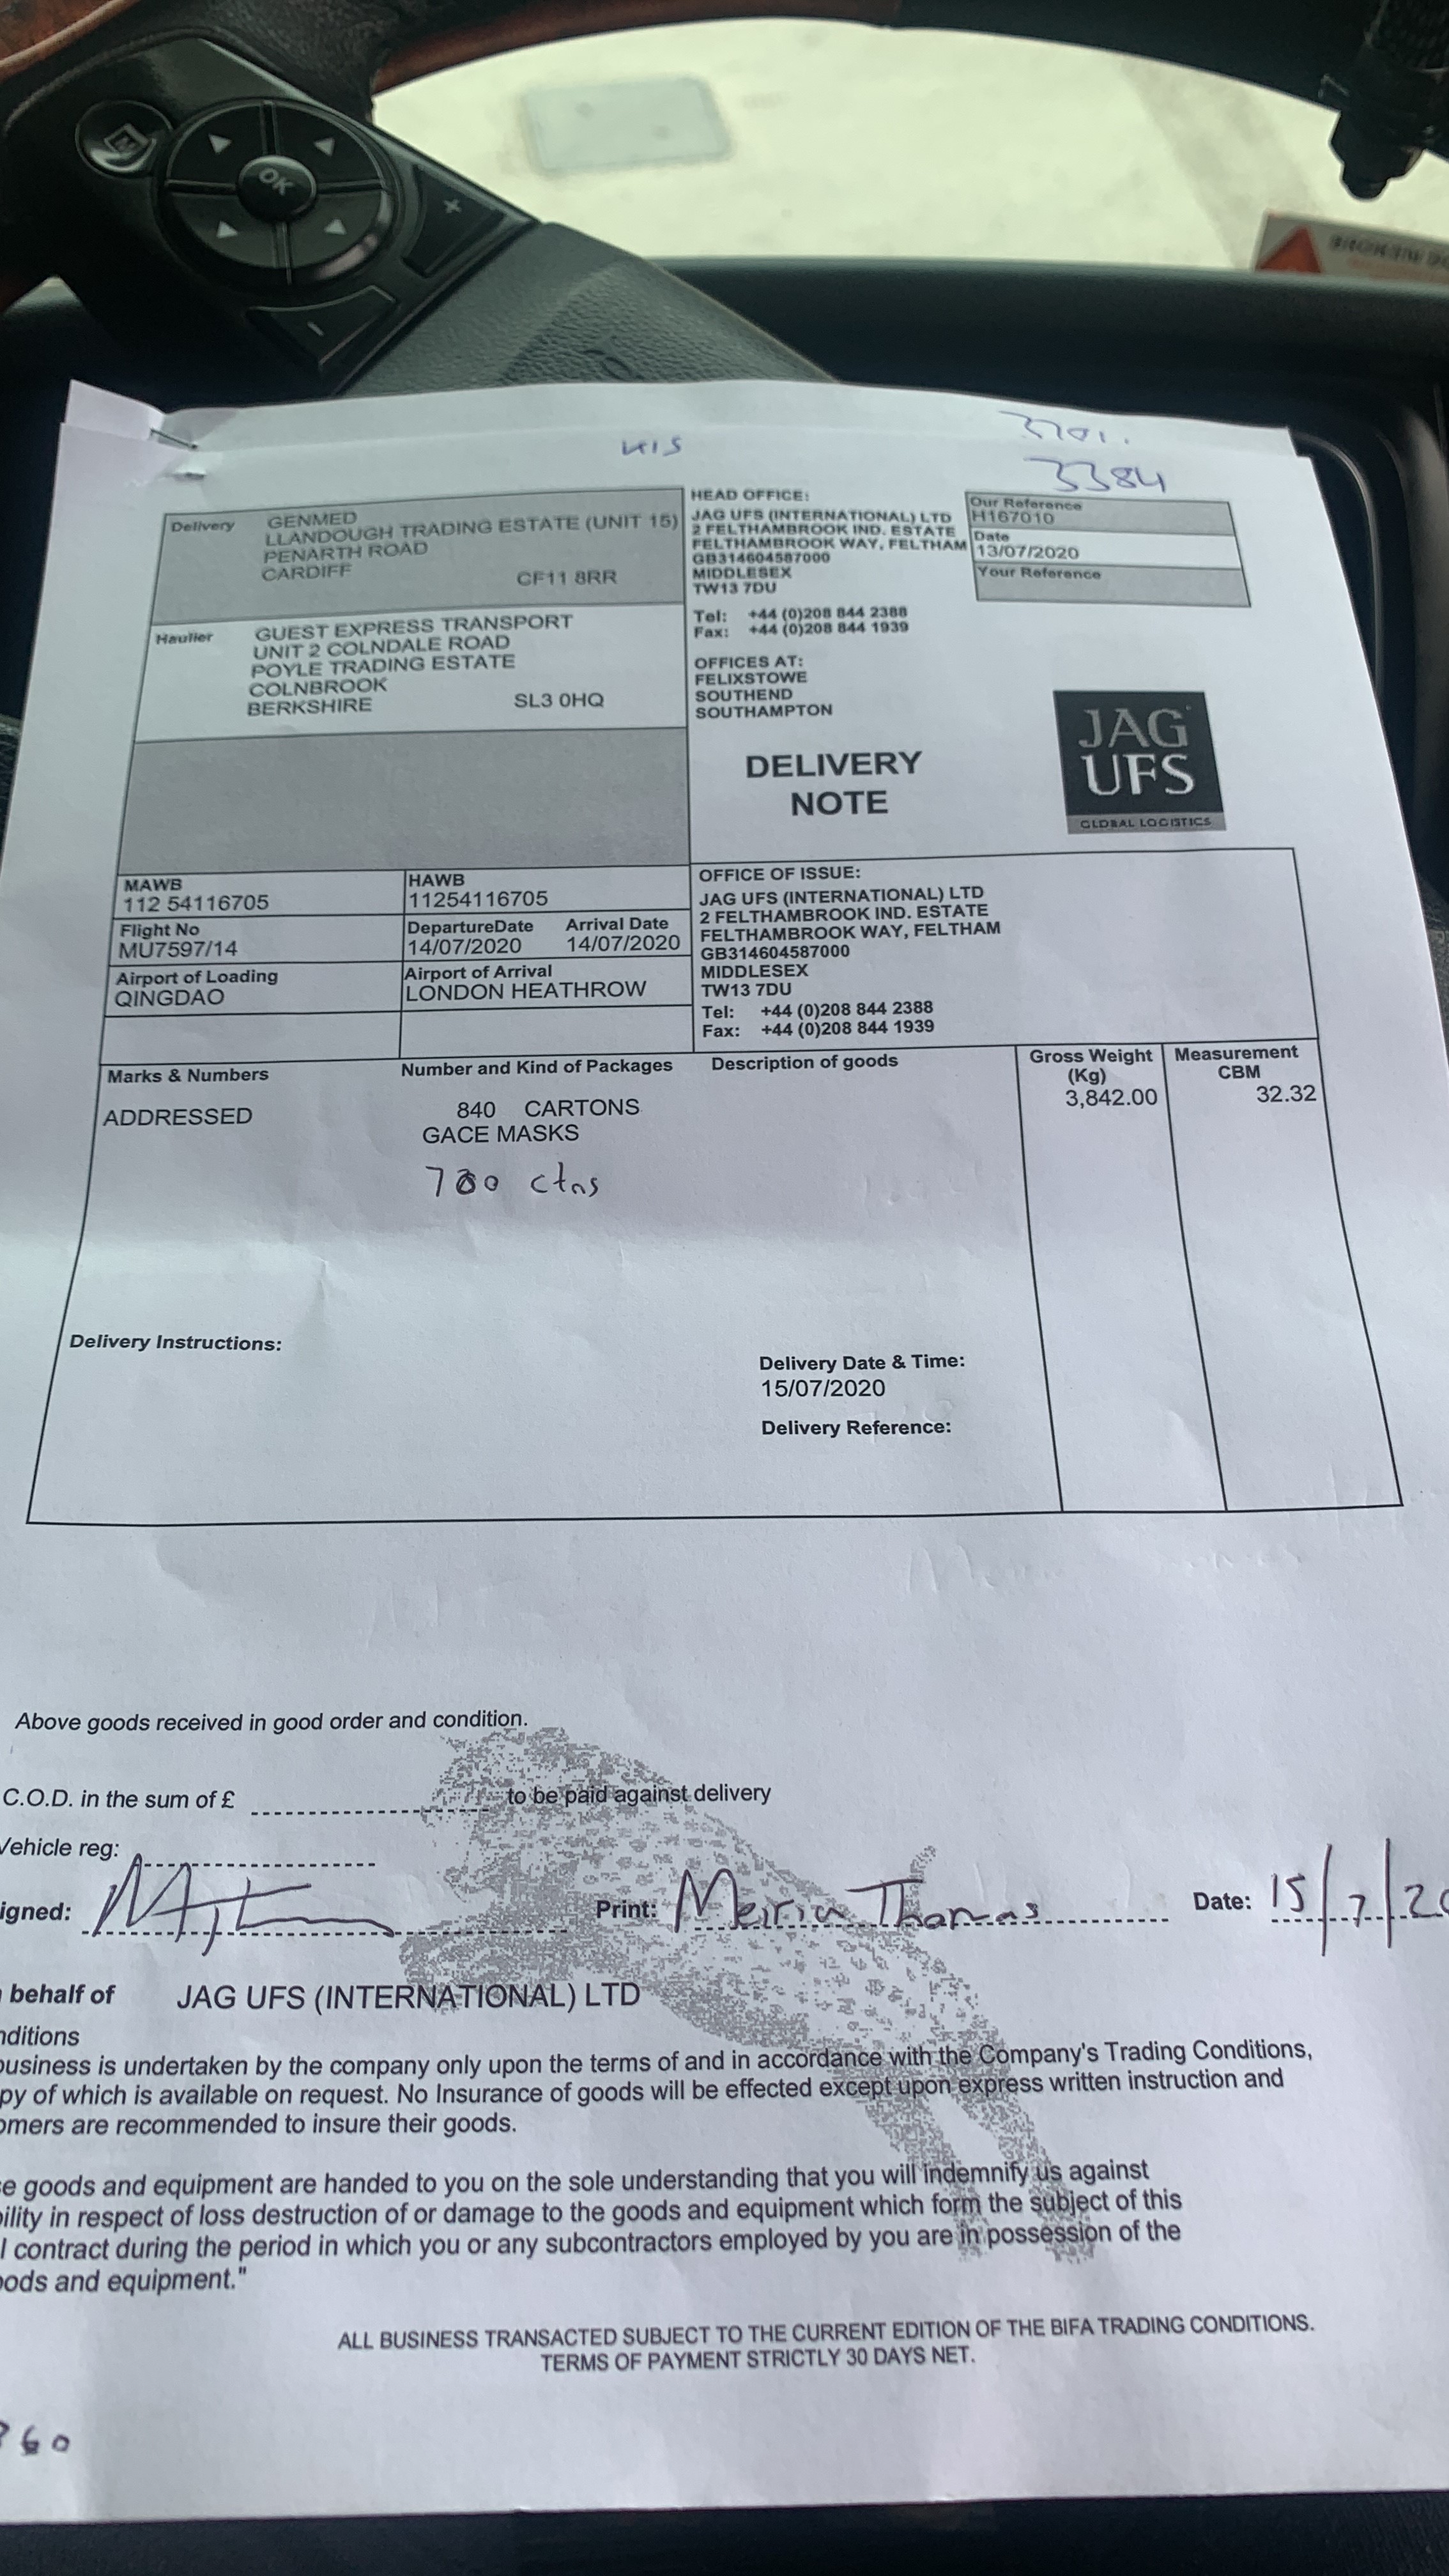 OK
+
-
KIS
3384
Delivery
GENMED
LLANDOUGH TRADING ESTATE (UNIT 15)
PENARTH ROAD
CARDIFF CF11 8RR
Haulier
GUEST EXPRESS TRANSPORT
UNIT 2 COLNDALE ROAD
POYLE TRADING ESTATE
COLNBROOK
BERKSHIRE SL3 0HQ
HEAD OFFICE:
JAG UFS (INTERNATIONAL) LTD
2 FELTHAMBROOK IND. ESTATE
FELTHAMBROOK WAY, FELTHAM
GB314604587000
MIDDLESEX
TW13 7DU
Tel: +44 (0)208 844 2388
Fax: +44 (0)208 844 1939
OFFICES AT:
FELIXSTOWE
SOUTHEND
SOUTHAMPTON
Our Reference
H167010
Date
13/07/2020
Your Reference
DELIVERY
NOTE
JAG
UFS
GLOBAL LOGISTICS
MAWB
112 54116705
HAWB
11254116705
Flight No
MU7597/14
DepartureDate Arrival Date
14/07/2020 14/07/2020
Airport of Loading
QINGDAO
Airport of Arrival
LONDON HEATHROW
OFFICE OF ISSUE:
JAG UFS (INTERNATIONAL) LTD
2 FELTHAMBROOK IND. ESTATE
FELTHAMBROOK WAY, FELTHAM
GB314604587000
MIDDLESEX
TW13 7DU
Tel: +44 (0)208 844 2388
Fax: +44 (0)208 844 1939
Marks & Numbers Number and Kind of Packages Description of goods Gross Weight (Kg) Measurement CBM
ADDRESSED 840 CARTONS 3,842.00 32.32
GACE MASKS
700 ctns
Delivery Instructions:
Delivery Date & Time:
15/07/2020
Delivery Reference:
Above goods received in good order and condition.
C.O.D. in the sum of £ to be paid against delivery
Vehicle reg:
igned: Print: Meirin Thomas Date: 15/7/20
behalf of JAG UFS (INTERNATIONAL) LTD
nditions
business is undertaken by the company only upon the terms of and in accordance with the Company's Trading Conditions,
py of which is available on request. No Insurance of goods will be effected except upon express written instruction and
omers are recommended to insure their goods.
e goods and equipment are handed to you on the sole understanding that you will indemnify us against
bility in respect of loss destruction of or damage to the goods and equipment which form the subject of this
l contract during the period in which you or any subcontractors employed by you are in possession of the
oods and equipment."
ALL BUSINESS TRANSACTED SUBJECT TO THE CURRENT EDITION OF THE BIFA TRADING CONDITIONS.
TERMS OF PAYMENT STRICTLY 30 DAYS NET.
60